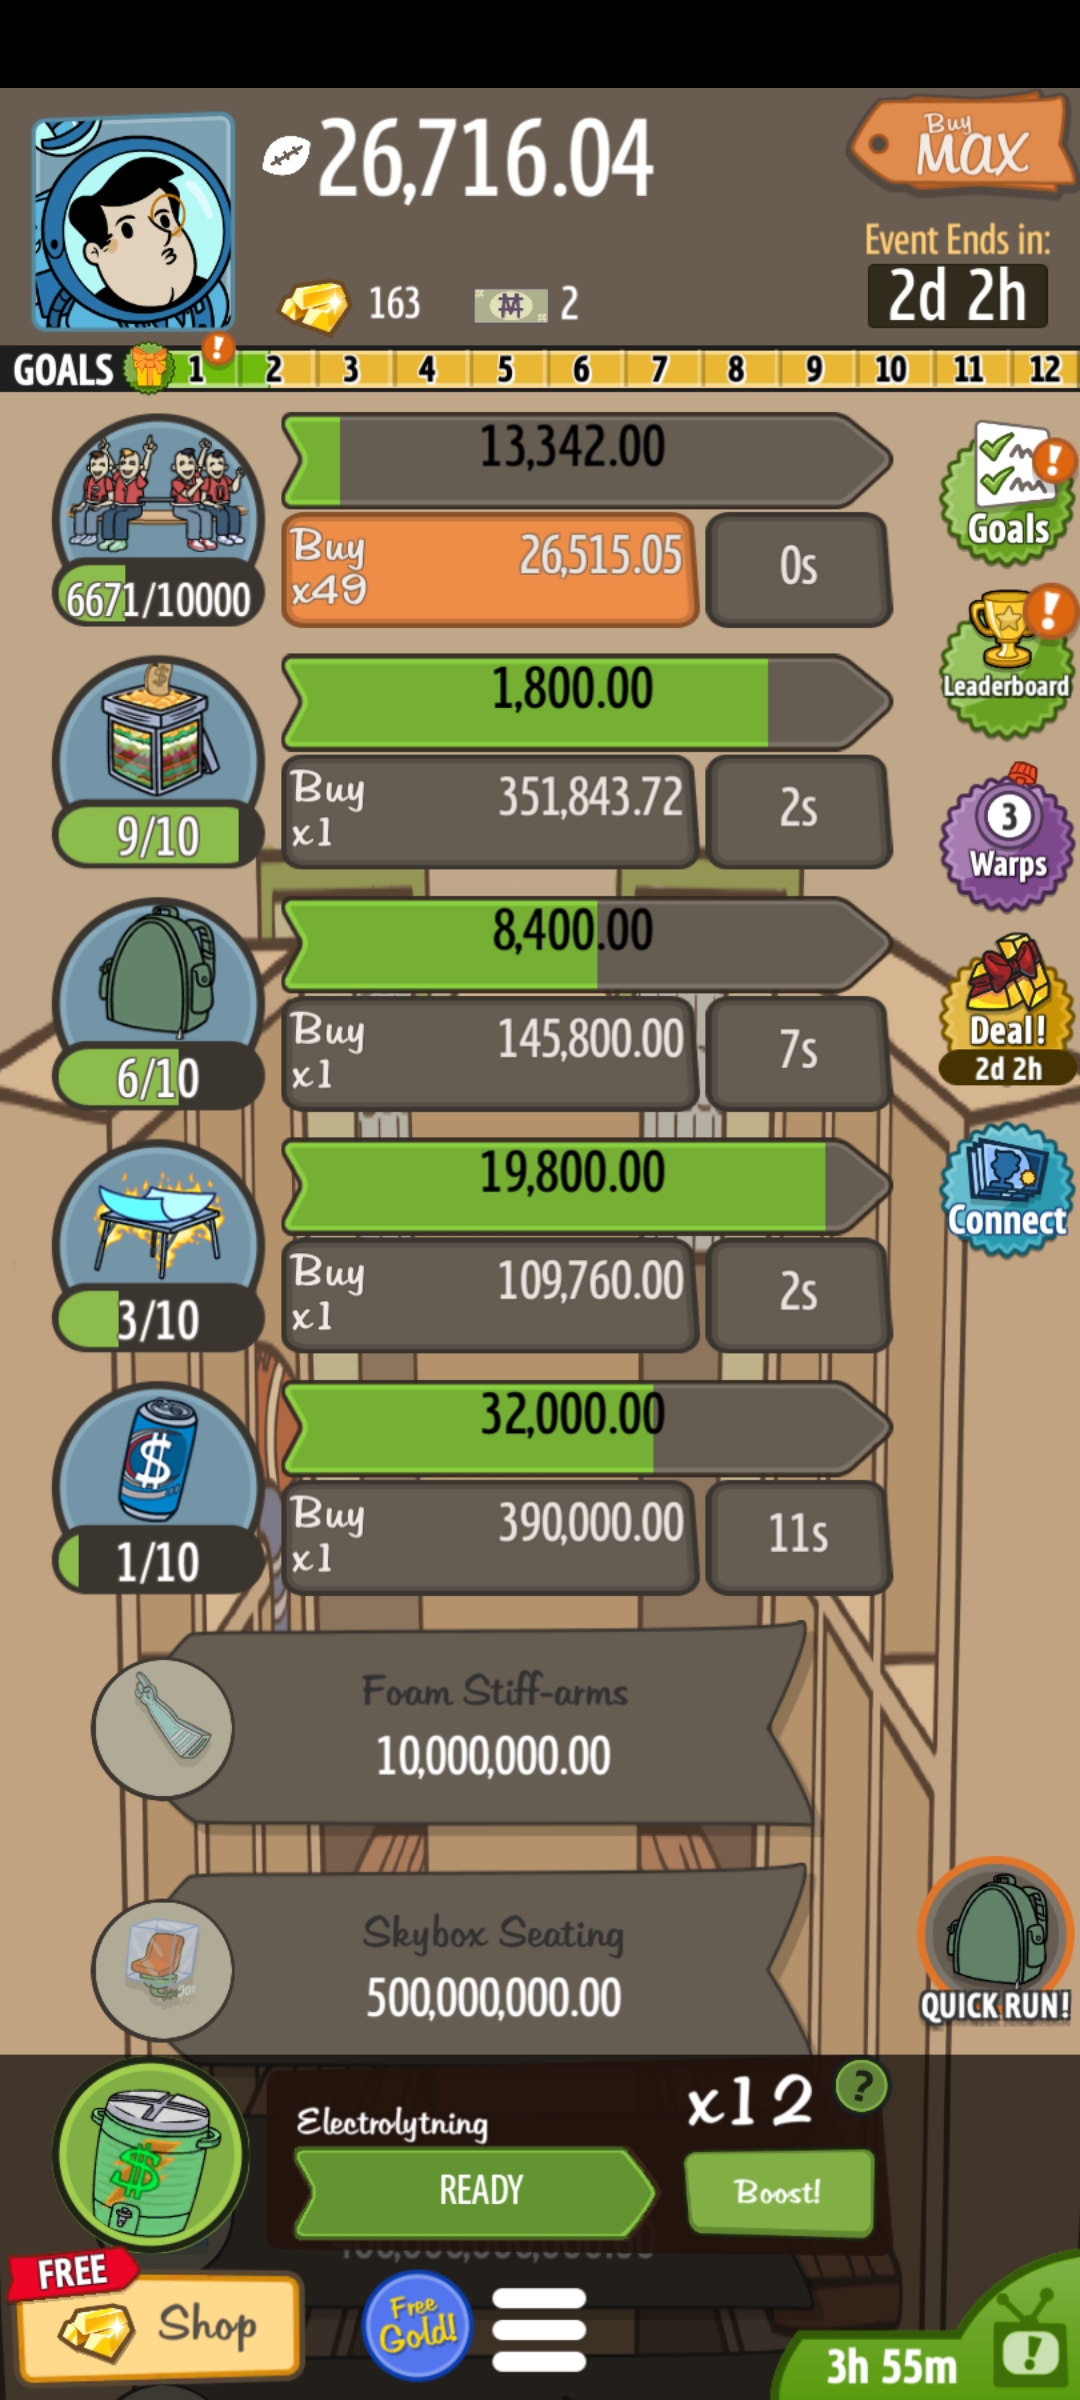 26,716.04
Buy
MAX
Event Ends in:
2d 2h
163
2
GOALS 1 ! 2 3 4 5 6 7 8 9 10 11 12
13,342.00
Buy
x49
26,515.05
0s
6671/10000
!
Goals
1,800.00
Buy
x1
351,843.72
2s
9/10
!
Leaderboard
8,400.00
Buy
x1
145,800.00
7s
6/10
3
Warps
Deal!
2d 2h
19,800.00
Buy
x1
109,760.00
2s
3/10
Connect
32,000.00
Buy
x1
390,000.00
11s
$
1/10
Foam Stiff-arms
10,000,000.00
Skybox Seating
500,000,000.00
QUICK RUN!
Electrolytning
x12
?
$
READY
Boost!
FREE
Shop
Free
Gold!
3h 55m
!